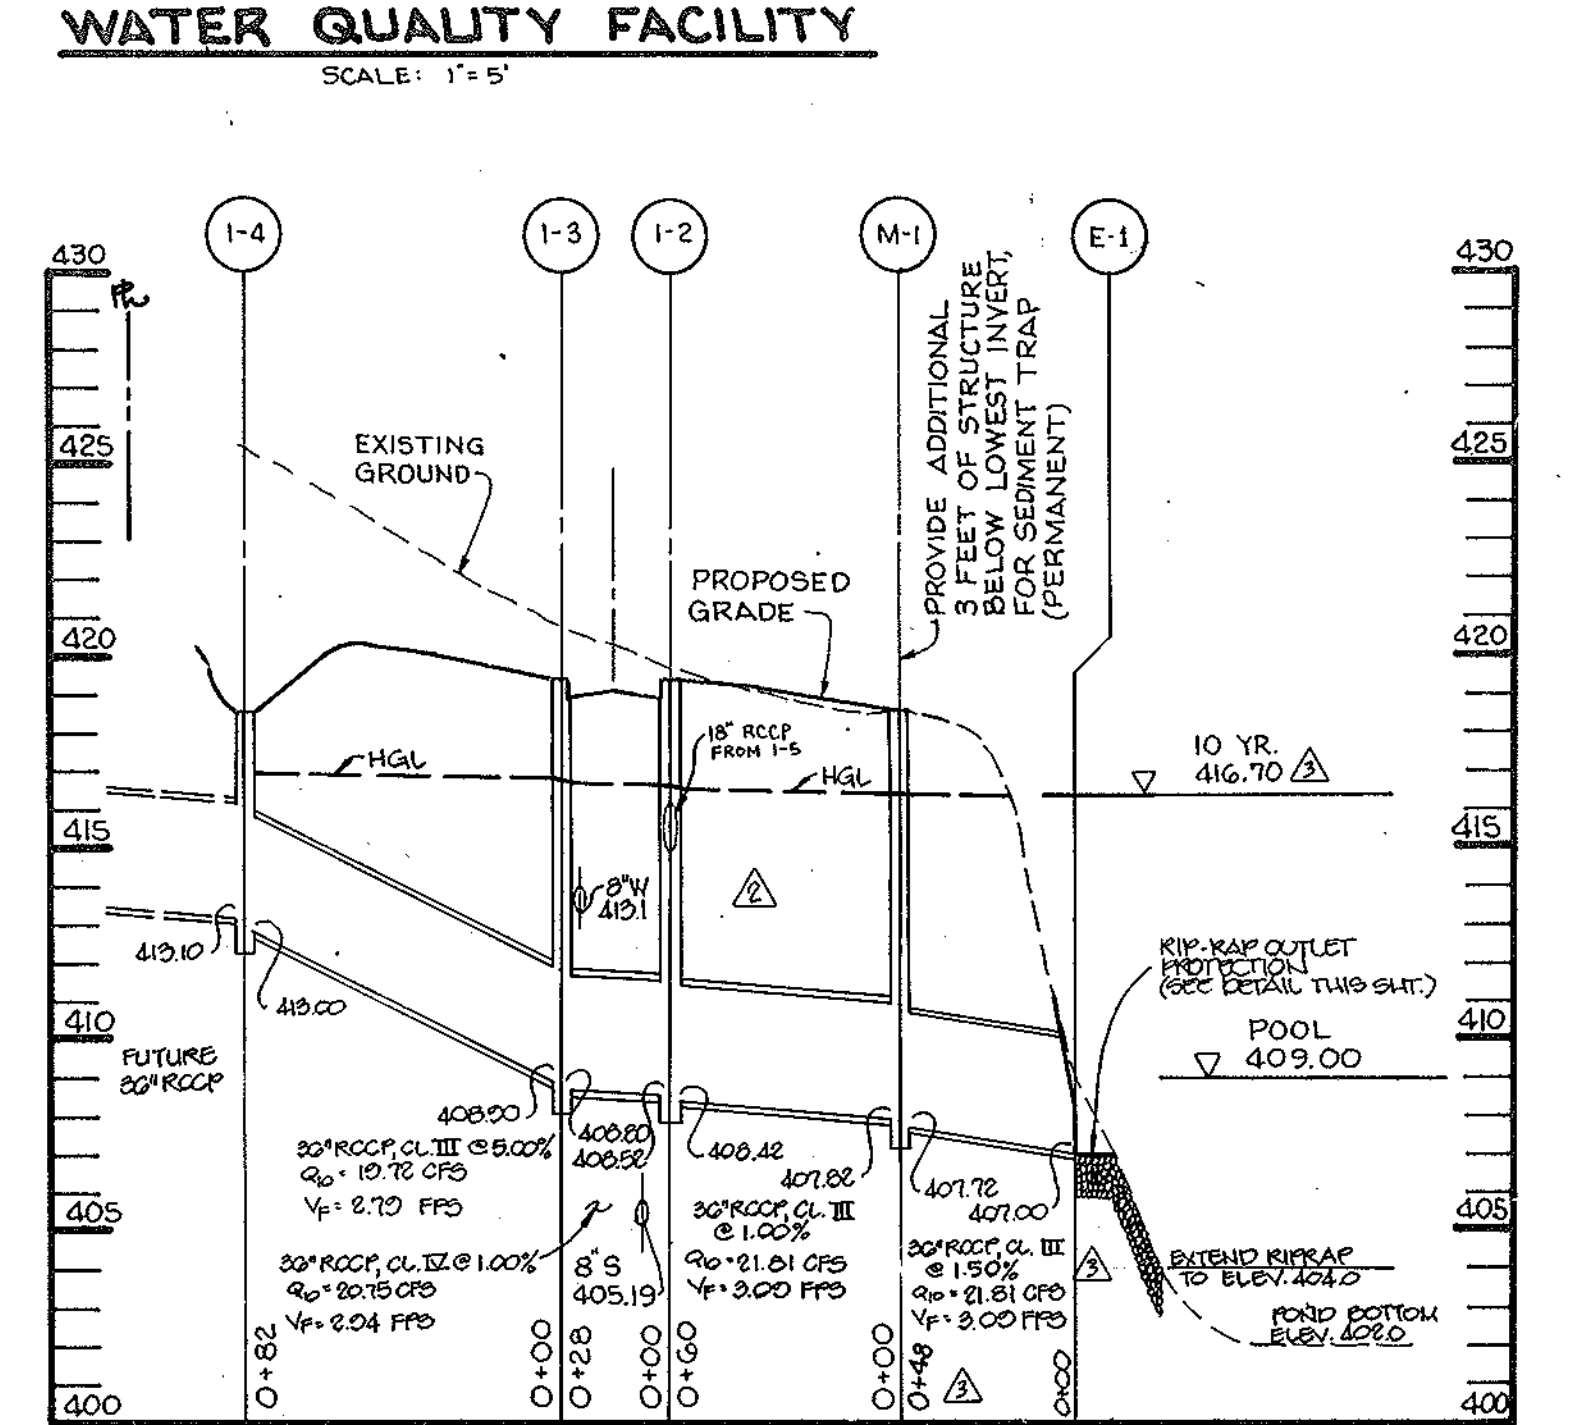 WATER QUALITY FACILITY
SCALE: 1"= 5'
I-4
I-3
I-2
M-1
E-1
430
430
425
425
420
420
415
415
410
410
405
405
400
400
EXISTING
GROUND
PROPOSED
GRADE
PROVIDE ADDITIONAL
3 FEET OF STRUCTURE
BELOW LOWEST INVERT,
FOR SEDIMENT TRAP
(PERMANENT)
HGL
HGL
18" RCCP
FROM I-5
10 YR.
416.70 3
8"W
413.1
2
413.10
413.00
FUTURE
36" RCCP
RIP-RAP OUTLET
PROTECTION
(SEE DETAIL THIS SHT.)
POOL
409.00
408.90
408.80
408.52
408.42
407.82
407.72
407.00
36" RCCP, CL. III @ 5.00%
Q10 = 19.72 CFS
VF = 2.79 FPS
36" RCCP, CL. IV @ 1.00%
Q10 = 20.75 CFS
VF = 2.94 FPS
8" S
405.19
36" RCCP, CL. III
@ 1.00%
Q10 = 21.81 CFS
VF = 3.09 FPS
36" RCCP, CL. III
@ 1.50%
Q10 = 21.81 CFS
VF = 3.09 FPS
3
3
EXTEND RIPRAP
TO ELEV. 404.0
POND BOTTOM
ELEV. 402.0
0+82
0+00
0+28
0+00
0+60
0+00
0+48
0+00